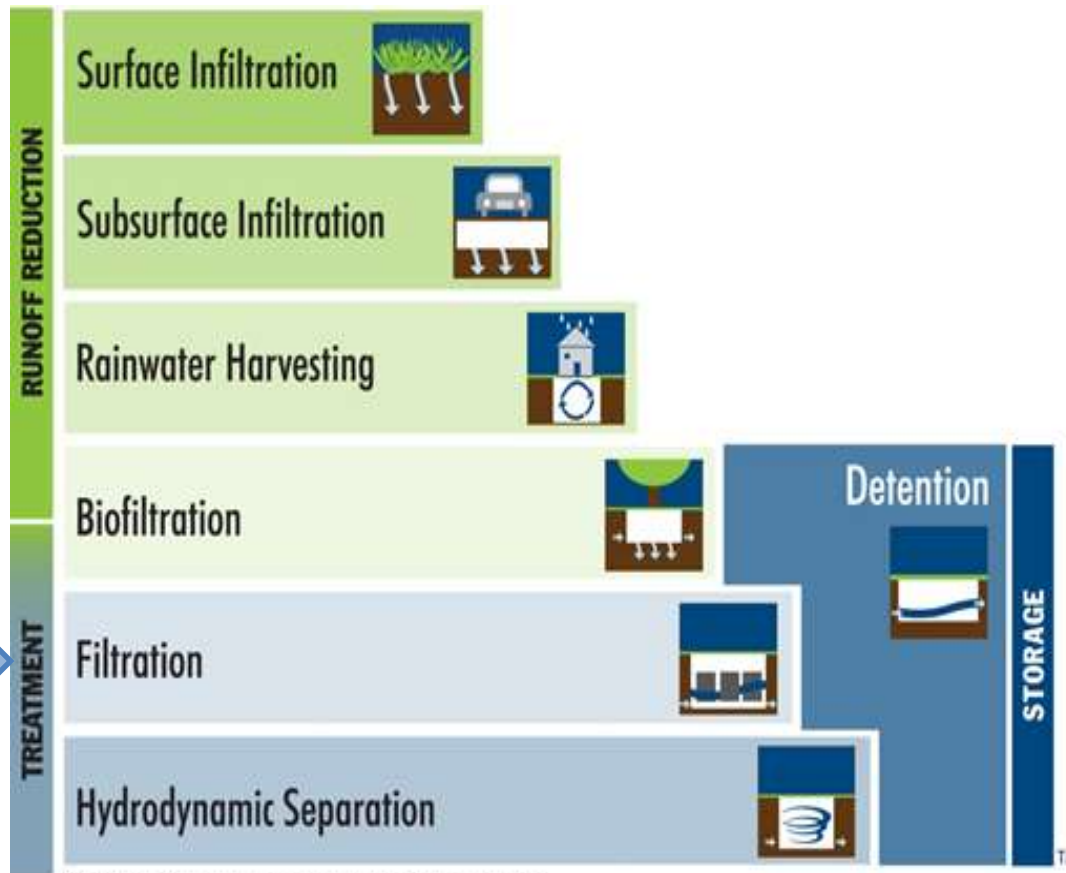 RUNOFF REDUCTION
Surface Infiltration
Subsurface Infiltration
Rainwater Harvesting
Biofiltration
Detention
STORAGE
TREATMENT
Filtration
Hydrodynamic Separation